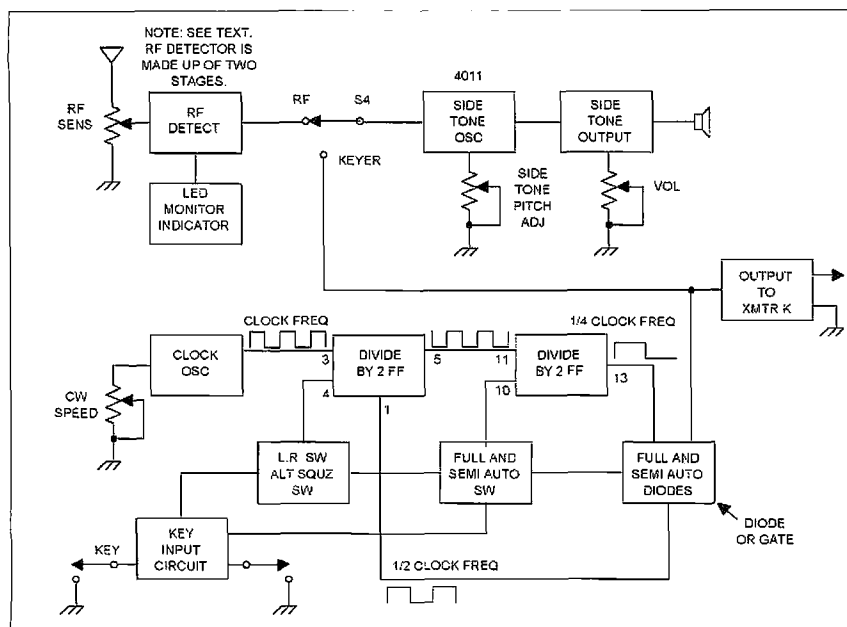 NOTE: SEE TEXT.
RF DETECTOR IS
MADE UP OF TWO
STAGES.
RF
SENS
RF
DETECT
LED
MONITOR
INDICATOR
RF
S4
KEYER
4011
SIDE
TONE
OSC
SIDE
TONE
OUTPUT
SIDE
TONE
PITCH
ADJ
VOL
OUTPUT
TO
XMTR K
CLOCK FREQ
1/4 CLOCK FREQ
CLOCK
OSC
3
DIVIDE
BY 2 FF
5
11
DIVIDE
BY 2 FF
13
4
1
10
CW
SPEED
L.R SW
ALT SQUZ
SW
FULL AND
SEMI AUTO
SW
FULL AND
SEMI AUTO
DIODES
DIODE
OR GATE
KEY
KEY
INPUT
CIRCUIT
1/2 CLOCK FREQ